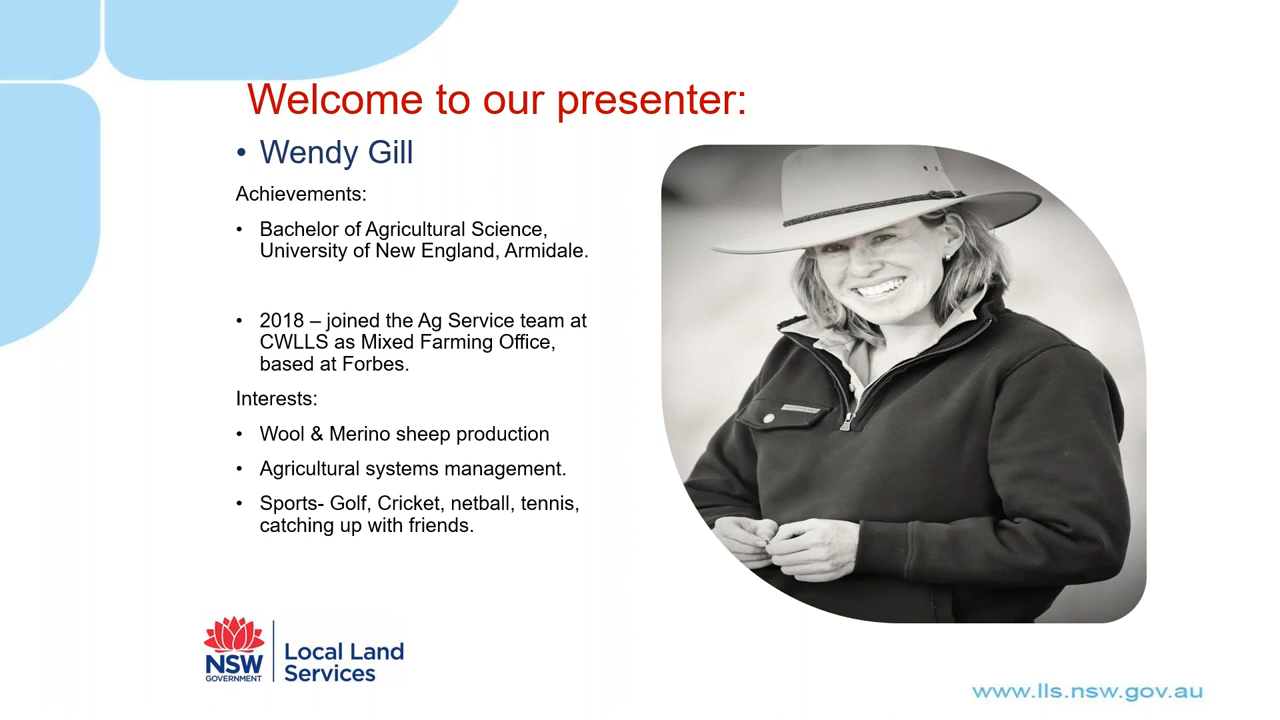 Welcome to our presenter:
• Wendy Gill
Achievements:
• Bachelor of Agricultural Science,
University of New England, Armidale.
• 2018 – joined the Ag Service team at
CWLLS as Mixed Farming Office,
based at Forbes.
Interests:
• Wool & Merino sheep production
• Agricultural systems management.
• Sports- Golf, Cricket, netball, tennis,
catching up with friends.
NSW
GOVERNMENT
Local Land
Services
www.lls.nsw.gov.au